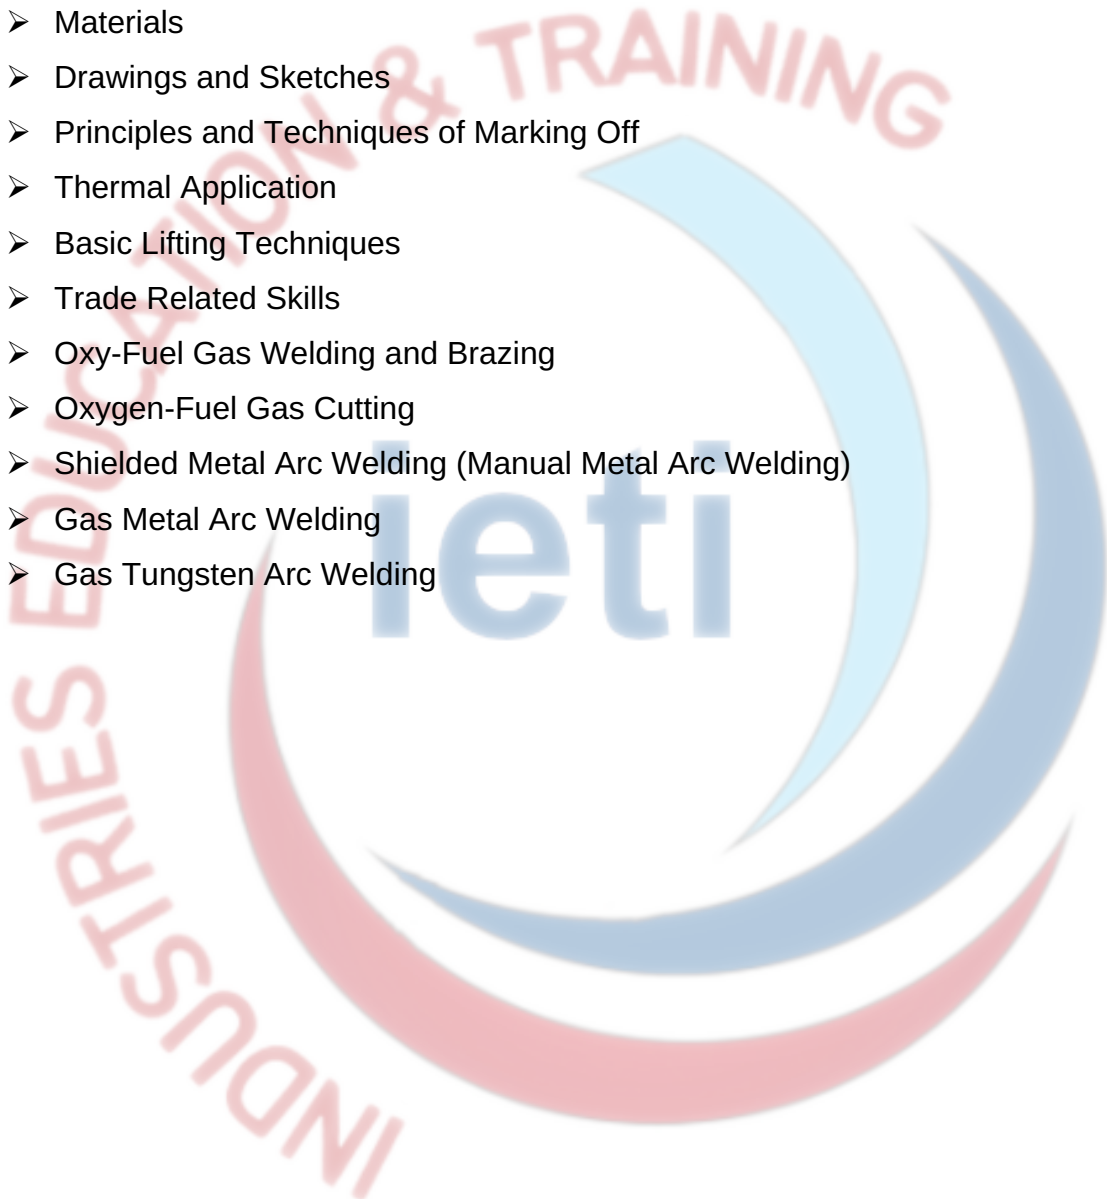 ➢ Materials
➢ Drawings and Sketches
➢ Principles and Techniques of Marking Off
➢ Thermal Application
➢ Basic Lifting Techniques
➢ Trade Related Skills
➢ Oxy-Fuel Gas Welding and Brazing
➢ Oxygen-Fuel Gas Cutting
➢ Shielded Metal Arc Welding (Manual Metal Arc Welding)
➢ Gas Metal Arc Welding
➢ Gas Tungsten Arc Welding
INDUSTRIES EDUCATION & TRAINING
ieti